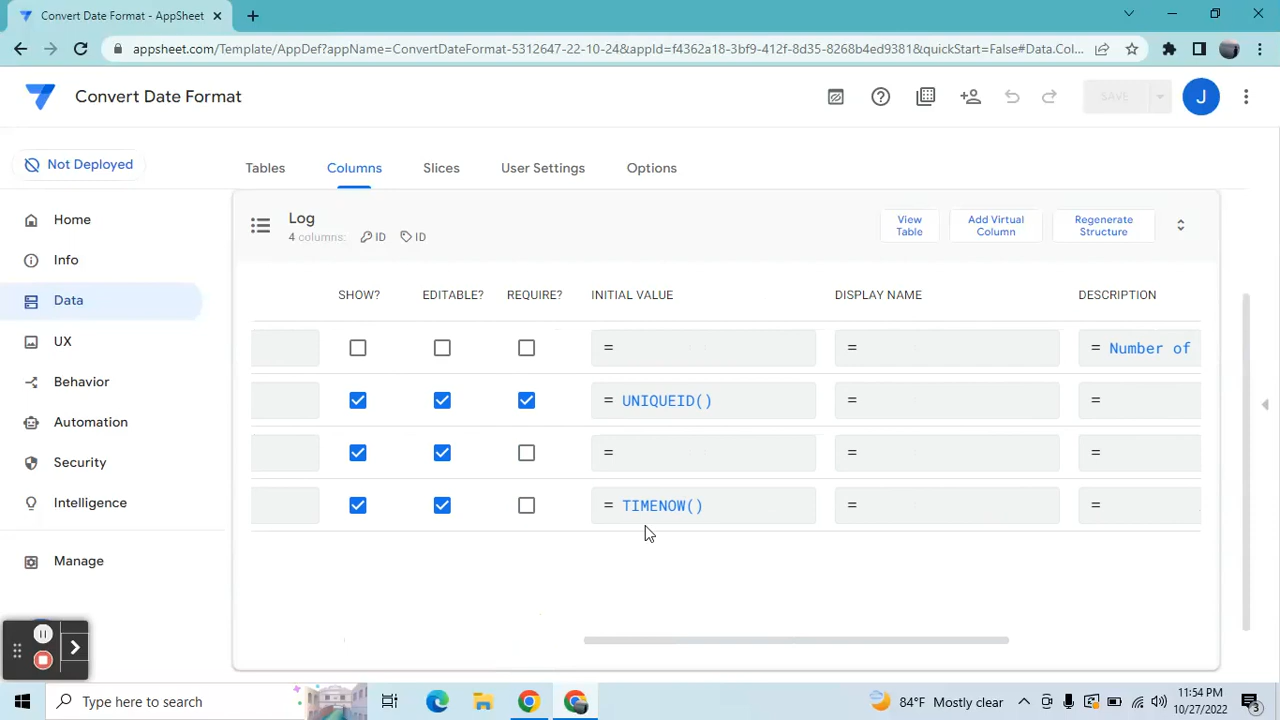 Convert Date Format - AppSheet
appsheet.com/Template/AppDef?appName=ConvertDateFormat-5312647-22-10-24&appId=f4362a18-3bf9-412f-8d35-8268b4ed9381&quickStart=False#Data.Col...
Convert Date Format
SAVE
J
Not Deployed
Tables
Columns
Slices
User Settings
Options
Home
Info
Data
UX
Behavior
Automation
Security
Intelligence
Manage
Log
4 columns: ID ID
View
Table
Add Virtual
Column
Regenerate
Structure
SHOW? EDITABLE? REQUIRE? INITIAL VALUE DISPLAY NAME DESCRIPTION
= = = Number of
= UNIQUEID() = =
= = =
= TIMENOW() = =
Type here to search
84°F Mostly clear
11:54 PM
10/27/2022
3